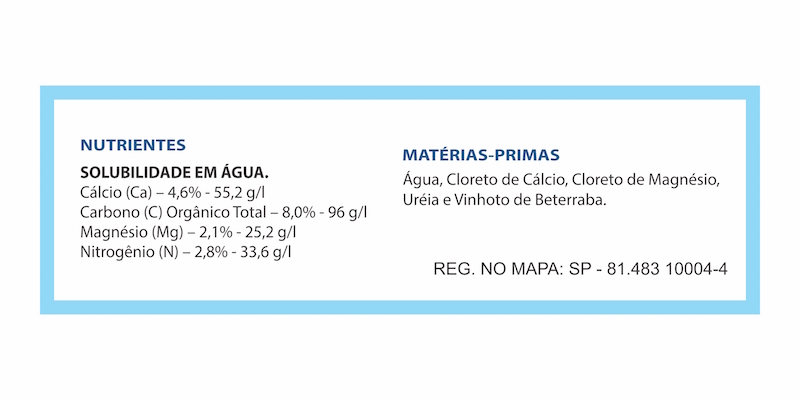 NUTRIENTES
SOLUBILIDADE EM ÁGUA.
Cálcio (Ca) – 4,6% - 55,2 g/l
Carbono (C) Orgânico Total – 8,0% - 96 g/l
Magnésio (Mg) – 2,1% - 25,2 g/l
Nitrogênio (N) – 2,8% - 33,6 g/l
MATÉRIAS-PRIMAS
Água, Cloreto de Cálcio, Cloreto de Magnésio,
Uréia e Vinhoto de Beterraba.
REG. NO MAPA: SP - 81.483 10004-4